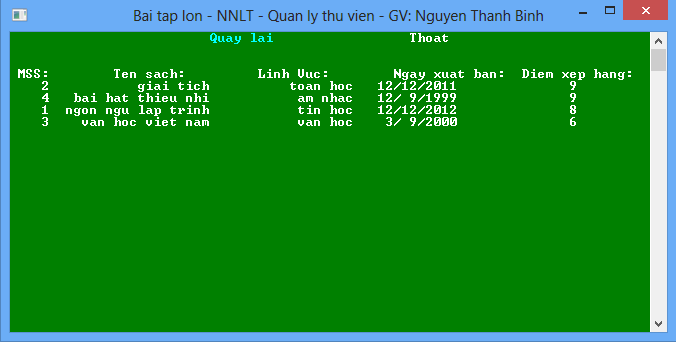 Bai tap lon - NNLT - Quan ly thu vien - GV: Nguyen Thanh Binh
Quay lai Thoat
MSS: Ten sach: Linh Vuc: Ngay xuat ban: Diem xep hang:
2 giai tich toan hoc 12/12/2011 9
4 bai hat thieu nhi am nhac 12/ 9/1999 9
1 ngon ngu lap trinh tin hoc 12/12/2012 8
3 van hoc viet nam van hoc 3/ 9/2000 6